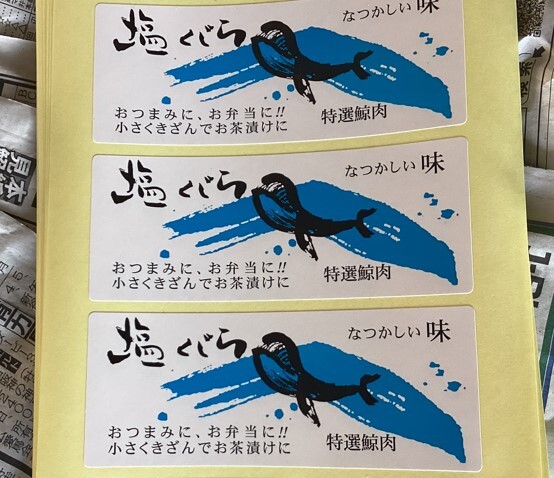 塩くじら
なつかしい味
おつまみに、お弁当に!!
小さくきざんでお茶漬けに
特選鯨肉
塩くじら
なつかしい味
おつまみに、お弁当に!!
小さくきざんでお茶漬けに
特選鯨肉
塩くじら
なつかしい味
おつまみに、お弁当に!!
小さくきざんでお茶漬けに
特選鯨肉